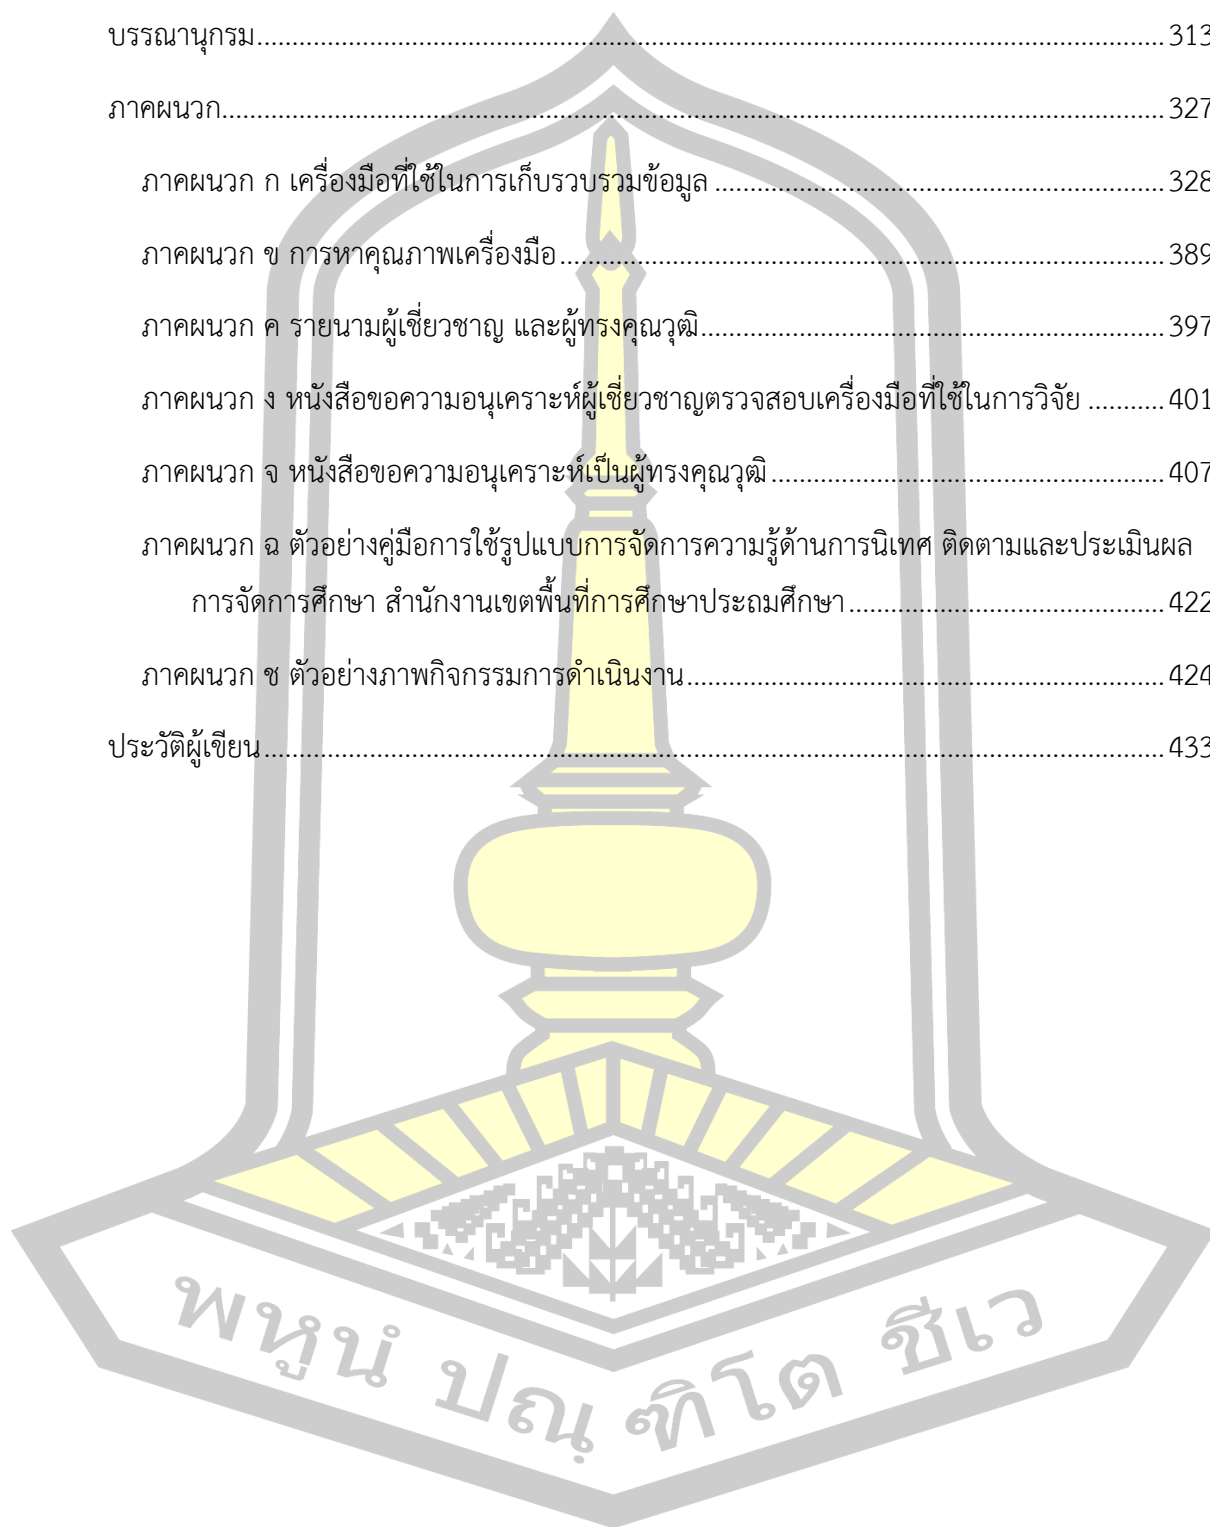 บรรณานุกรม.......................................................................................................................... 313
ภาคผนวก.............................................................................................................................. 327
ภาคผนวก ก เครื่องมือที่ใช้ในการเก็บรวบรวมข้อมูล ............................................................ 328
ภาคผนวก ข การหาคุณภาพเครื่องมือ ................................................................................. 389
ภาคผนวก ค รายนามผู้เชี่ยวชาญ และผู้ทรงคุณวุฒิ.............................................................. 397
ภาคผนวก ง หนังสือขอความอนุเคราะห์ผู้เชี่ยวชาญตรวจสอบเครื่องมือที่ใช้ในการวิจัย ........... 401
ภาคผนวก จ หนังสือขอความอนุเคราะห์เป็นผู้ทรงคุณวุฒิ ..................................................... 407
ภาคผนวก ฉ ตัวอย่างคู่มือการใช้รูปแบบการจัดการความรู้ด้านการนิเทศ ติดตามและประเมินผล
การจัดการศึกษา สำนักงานเขตพื้นที่การศึกษาประถมศึกษา ........................................... 422
ภาคผนวก ช ตัวอย่างภาพกิจกรรมการดำเนินงาน................................................................ 424
ประวัติผู้เขียน ......................................................................................................................... 433
พหูนํ ปณฺฑิโต ชีเว